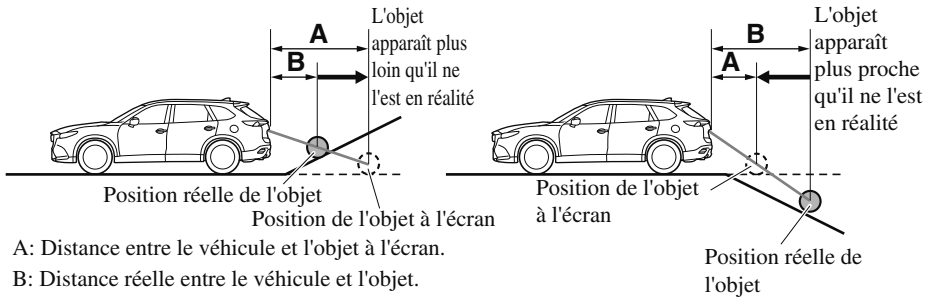 A
B
L'objet
apparaît plus
loin qu'il ne
l'est en réalité
Position réelle de l'objet
Position de l'objet à l'écran
B
A
L'objet
apparaît
plus proche
qu'il ne l'est
en réalité
Position de l'objet
à l'écran
Position réelle de
l'objet
A: Distance entre le véhicule et l'objet à l'écran.
B: Distance réelle entre le véhicule et l'objet.